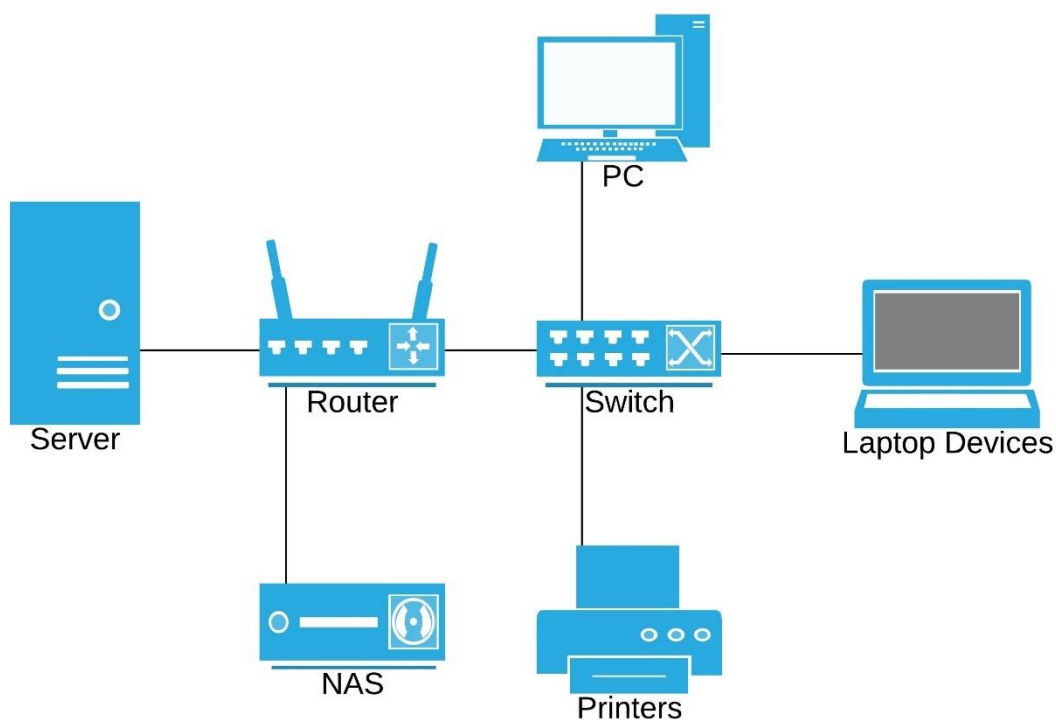 PC
Router
Switch
Server
Laptop Devices
NAS
Printers